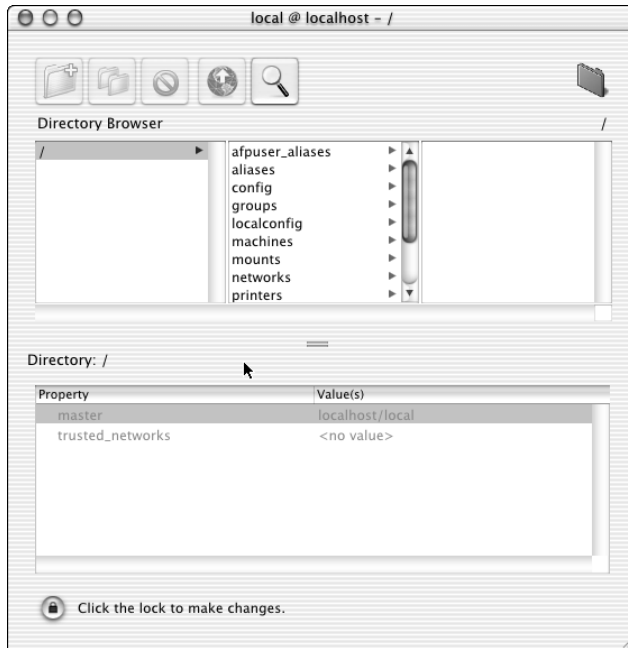 local @ localhost – /
Directory Browser /
/
afpuser_aliases
aliases
config
groups
localconfig
machines
mounts
networks
printers
Directory: /
Property Value(s)
master localhost/local
trusted_networks <no value>
Click the lock to make changes.